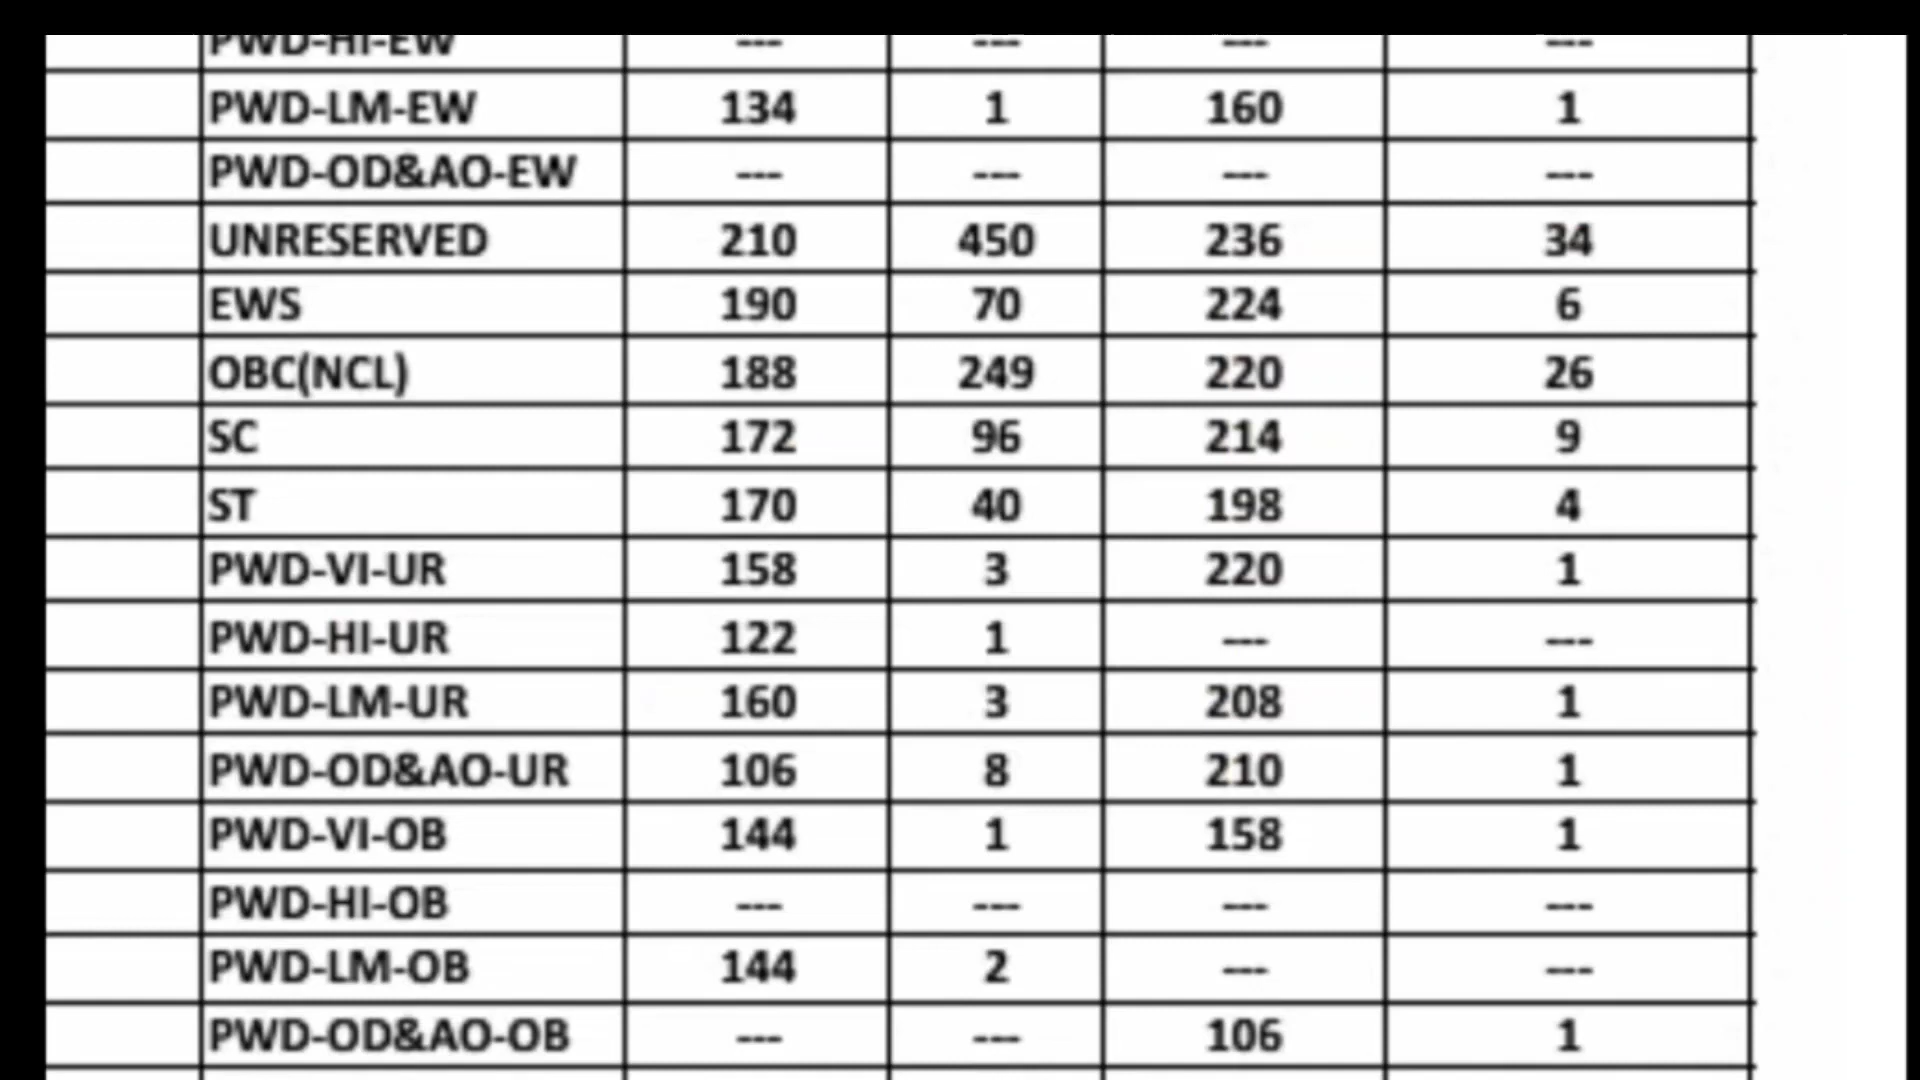 PWD-HI-EW --- --- --- ---
PWD-LM-EW 134 1 160 1
PWD-OD&AO-EW --- --- --- ---
UNRESERVED 210 450 236 34
EWS 190 70 224 6
OBC(NCL) 188 249 220 26
SC 172 96 214 9
ST 170 40 198 4
PWD-VI-UR 158 3 220 1
PWD-HI-UR 122 1 --- ---
PWD-LM-UR 160 3 208 1
PWD-OD&AO-UR 106 8 210 1
PWD-VI-OB 144 1 158 1
PWD-HI-OB --- --- --- ---
PWD-LM-OB 144 2 --- ---
PWD-OD&AO-OB --- --- 106 1